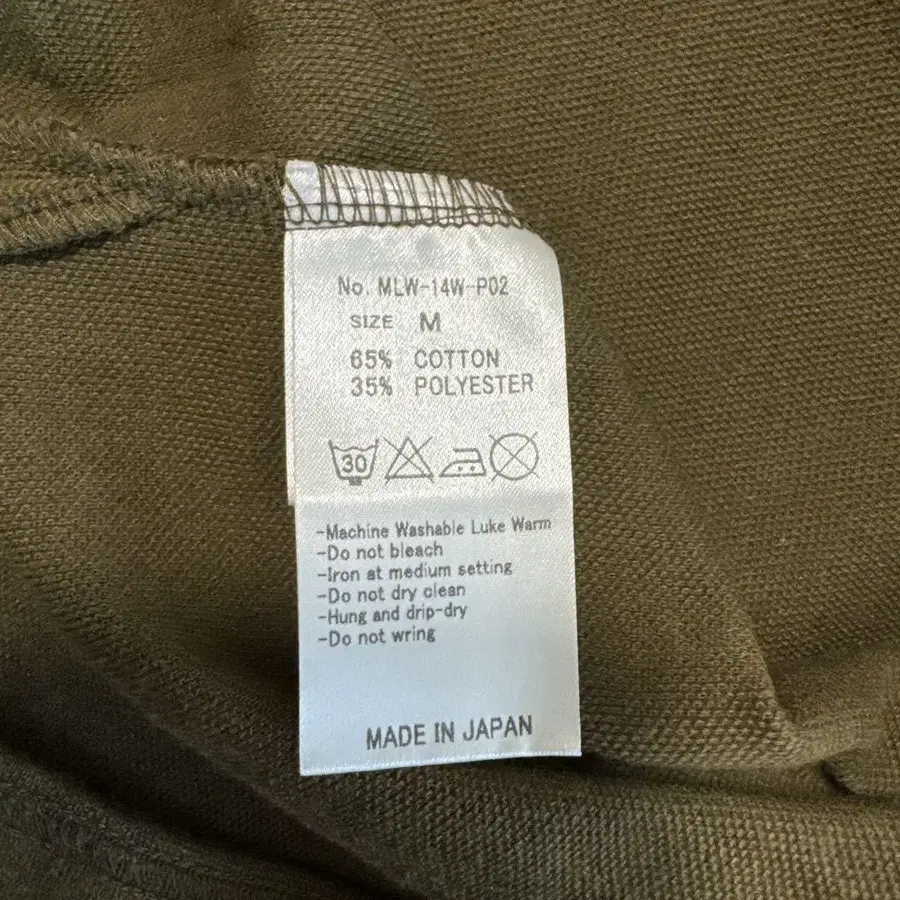 No. MLW-14W-P02
SIZE M
65% COTTON
35% POLYESTER
30
-Machine Washable Luke Warm
-Do not bleach
-Iron at medium setting
-Do not dry clean
-Hung and drip-dry
-Do not wring
MADE IN JAPAN